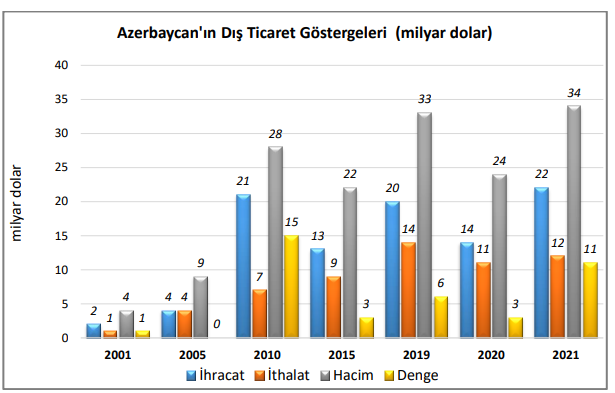 Azerbaycan'ın Dış Ticaret Göstergeleri (milyar dolar)
milyar dolar
40
35
30
25
20
15
10
5
0
2 1 4 1
4 4 9 0
21 7 28 15
13 9 22 3
20 14 33 6
14 11 24 3
22 12 34 11
2001 2005 2010 2015 2019 2020 2021
İhracat İthalat Hacim Denge